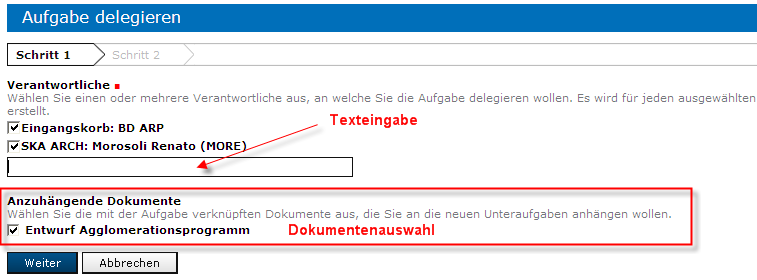 Aufgabe delegieren
Schritt 1 Schritt 2
Verantwortliche
Wählen Sie einen oder mehrere Verantwortliche aus, an welche Sie die Aufgabe delegieren wollen. Es wird für jeden ausgewählten
erstellt.
Eingangskorb: BD ARP
Texteingabe
SKA ARCH: Morosoli Renato (MORE)
Anzuhängende Dokumente
Wählen Sie die mit der Aufgabe verknüpften Dokumente aus, die Sie an die neuen Unteraufgaben anhängen wollen.
Entwurf Agglomerationsprogramm Dokumentenauswahl
Weiter Abbrechen